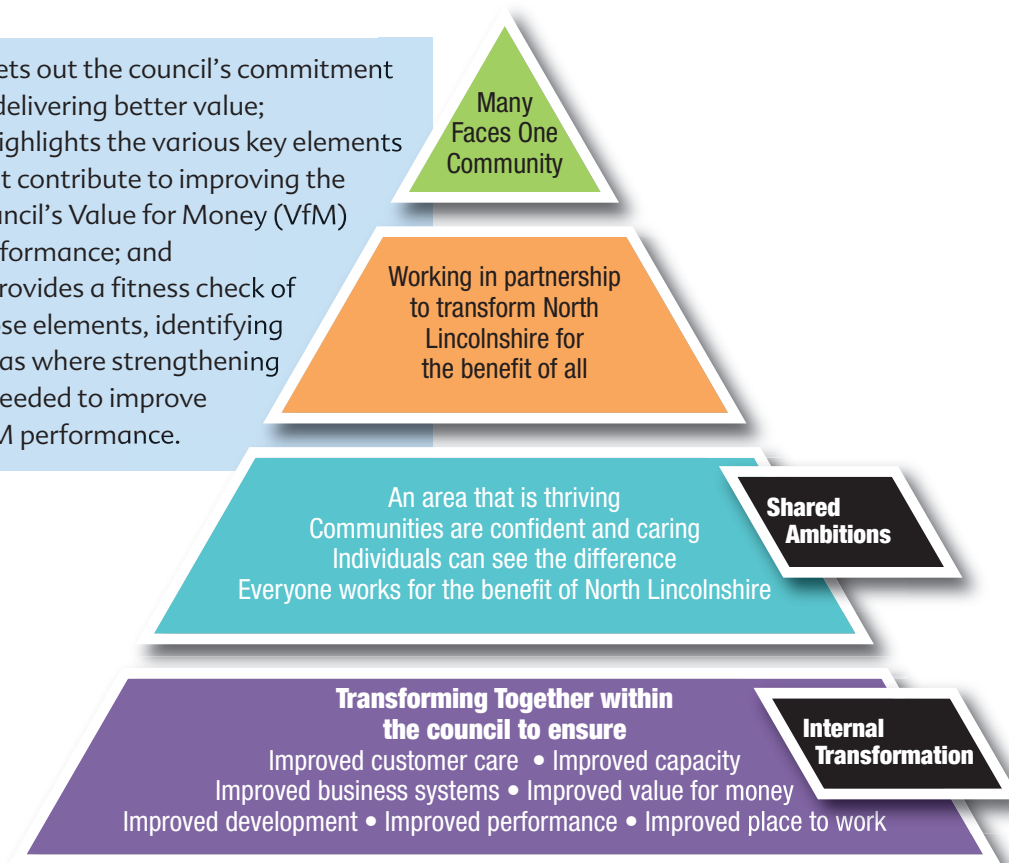 ets out the council's commitment
delivering better value;
ighlights the various key elements
t contribute to improving the
uncil's Value for Money (VfM)
formance; and
rovides a fitness check of
se elements, identifying
as where strengthening
eeded to improve
M performance.
Many
Faces One
Community
Working in partnership
to transform North
Lincolnshire for
the benefit of all
An area that is thriving
Communities are confident and caring
Individuals can see the difference
Everyone works for the benefit of North Lincolnshire
Shared
Ambitions
Transforming Together within
the council to ensure
Improved customer care • Improved capacity
Improved business systems • Improved value for money
Improved development • Improved performance • Improved place to work
Internal
Transformation